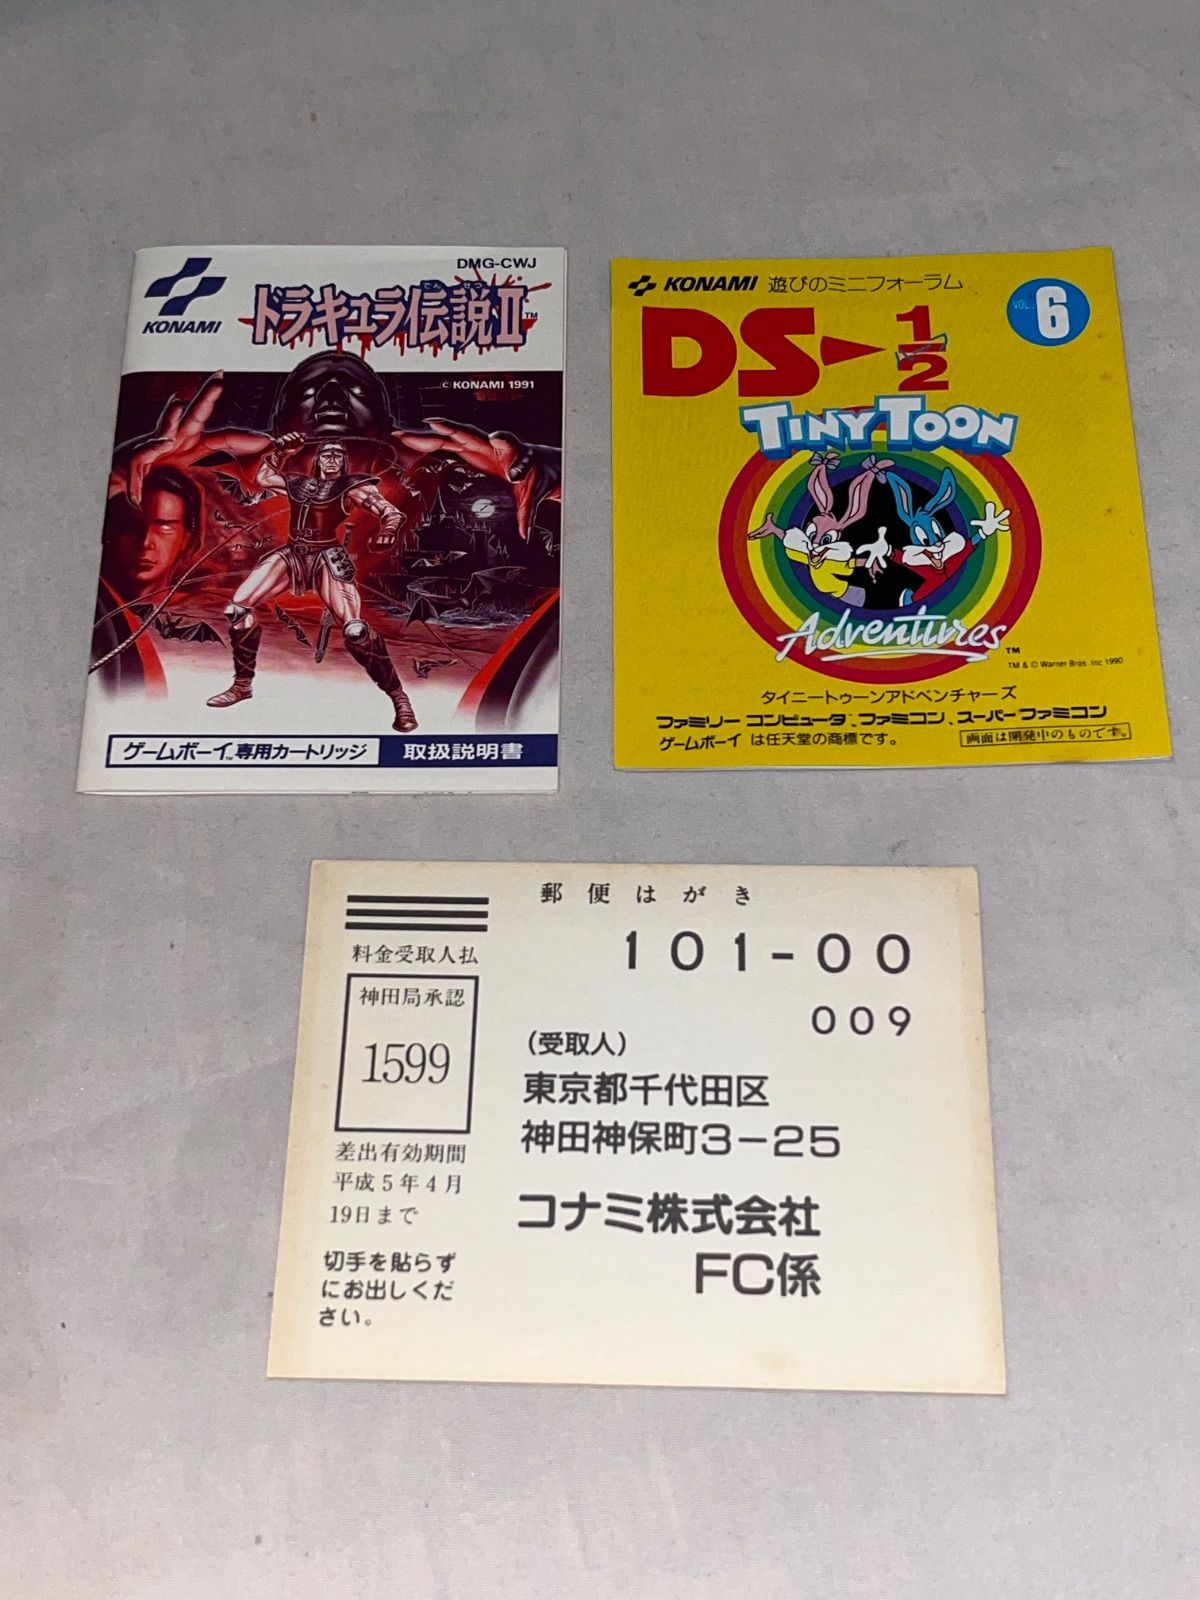 DMG-CWJ
KONAMI
でん せつ
ドラキュラ伝説II™
© KONAMI 1991
ゲームボーイ™専用カートリッジ 取扱説明書
KONAMI 遊びのミニフォーラム
VOL. 6
DS 1/2
TINY TOON
Adventures™
TM & © Warner Bros. Inc 1990
タイニートゥーンアドベンチャーズ
ファミリーコンピュータ、ファミコン、スーパーファミコン
ゲームボーイ は任天堂の商標です。
画面は開発中のものです。
郵便はがき
料金受取人払
神田局承認
1599
差出有効期間
平成5年4月
19日まで
切手を貼らず
にお出しくだ
さい。
101-00
009
(受取人)
東京都千代田区
神田神保町3-25
コナミ株式会社
FC係